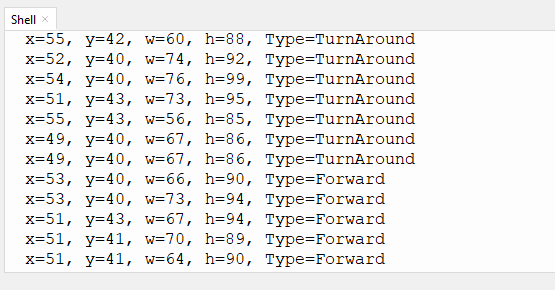 Shell ×
x=55, y=42, w=60, h=88, Type=TurnAround
x=52, y=40, w=74, h=92, Type=TurnAround
x=54, y=40, w=76, h=99, Type=TurnAround
x=51, y=43, w=73, h=95, Type=TurnAround
x=55, y=43, w=56, h=85, Type=TurnAround
x=49, y=40, w=67, h=86, Type=TurnAround
x=49, y=40, w=67, h=86, Type=TurnAround
x=53, y=40, w=66, h=90, Type=Forward
x=53, y=40, w=73, h=94, Type=Forward
x=51, y=43, w=67, h=94, Type=Forward
x=51, y=41, w=70, h=89, Type=Forward
x=51, y=41, w=64, h=90, Type=Forward